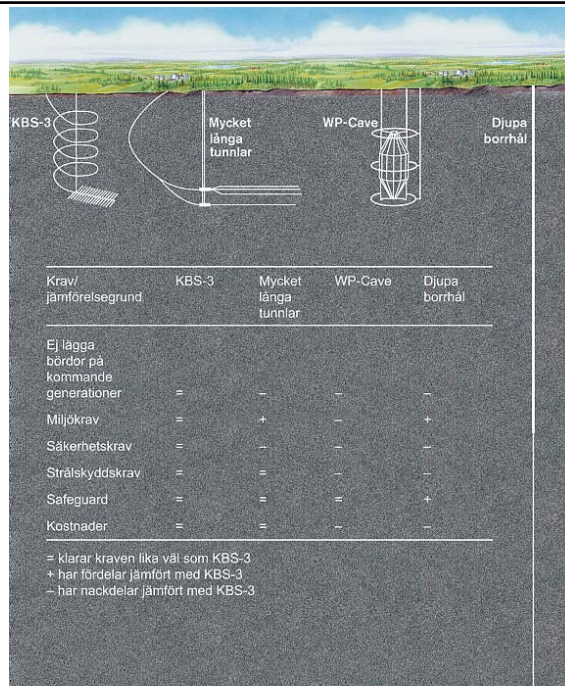 KBS-3
Mycket
långa
tunnlar
WP-Cave
Djupa
borrhål
Krav/
jämförelsegrund
KBS-3
Mycket
långa
tunnlar
WP-Cave
Djupa
borrhål
Ej lägga
bördor på
kommande
generationer = – – –
Miljökrav = + – +
Säkerhetskrav = – – –
Strålskyddskrav = = – –
Safeguard = = = +
Kostnader = = – –
= klarar kraven lika väl som KBS-3
+ har fördelar jämfört med KBS-3
– har nackdelar jämfört med KBS-3